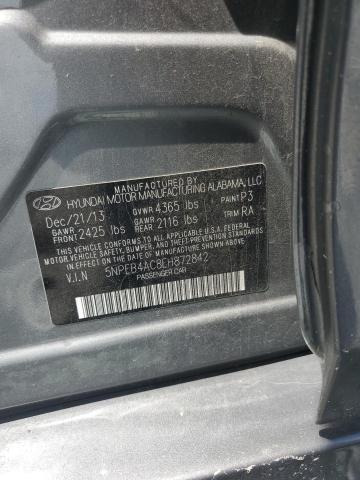 MANUFACTURED BY
HYUNDAI MOTOR MANUFACTURING ALABAMA, LLC
Dec/21/13 GVWR 4365 lbs PAINT P3
GAWR FRONT 2425 lbs GAWR REAR 2116 lbs TRIM RA
THIS VEHICLE CONFORMS TO ALL APPLICABLE U.S. FEDERAL
MOTOR VEHICLE SAFETY, BUMPER, AND THEFT PREVENTION
STANDARDS IN EFFECT ON THE DATE OF MANUFACTURE SHOWN ABOVE.
V.I.N 5NPEB4AC8EH872842
PASSENGER CAR